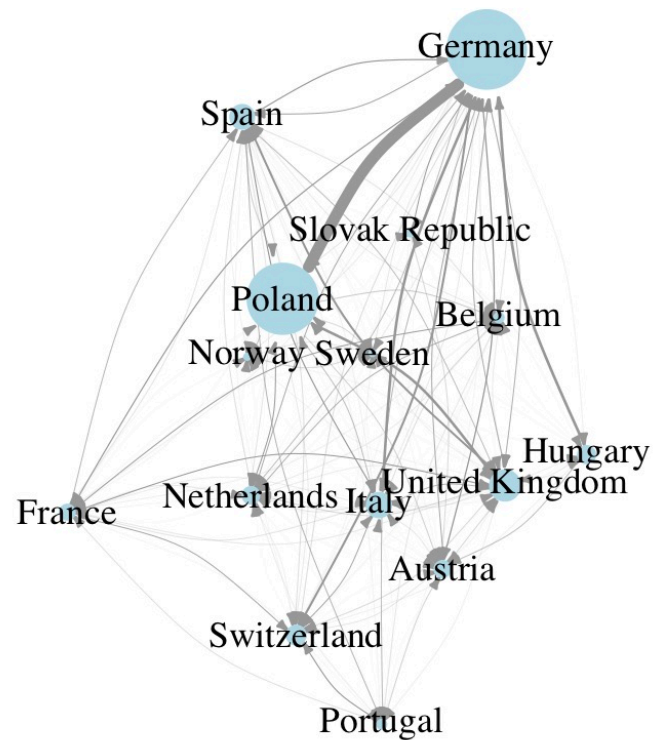 Germany
Spain
Slovak Republic
Poland
Belgium
Norway
Sweden
Hungary
United Kingdom
Netherlands
Italy
France
Austria
Switzerland
Portugal